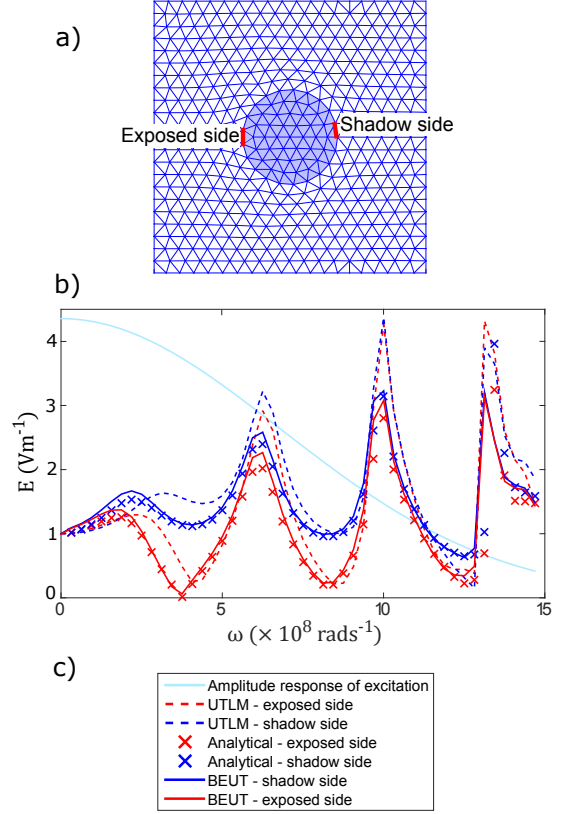 a)
Exposed side
Shadow side
b)
E (Vm⁻¹)
4
3
2
1
0
0
5
10
15
ω (× 10⁸ rads⁻¹)
c)
Amplitude response of excitation
UTLM - exposed side
UTLM - shadow side
Analytical - exposed side
Analytical - shadow side
BEUT - shadow side
BEUT - exposed side